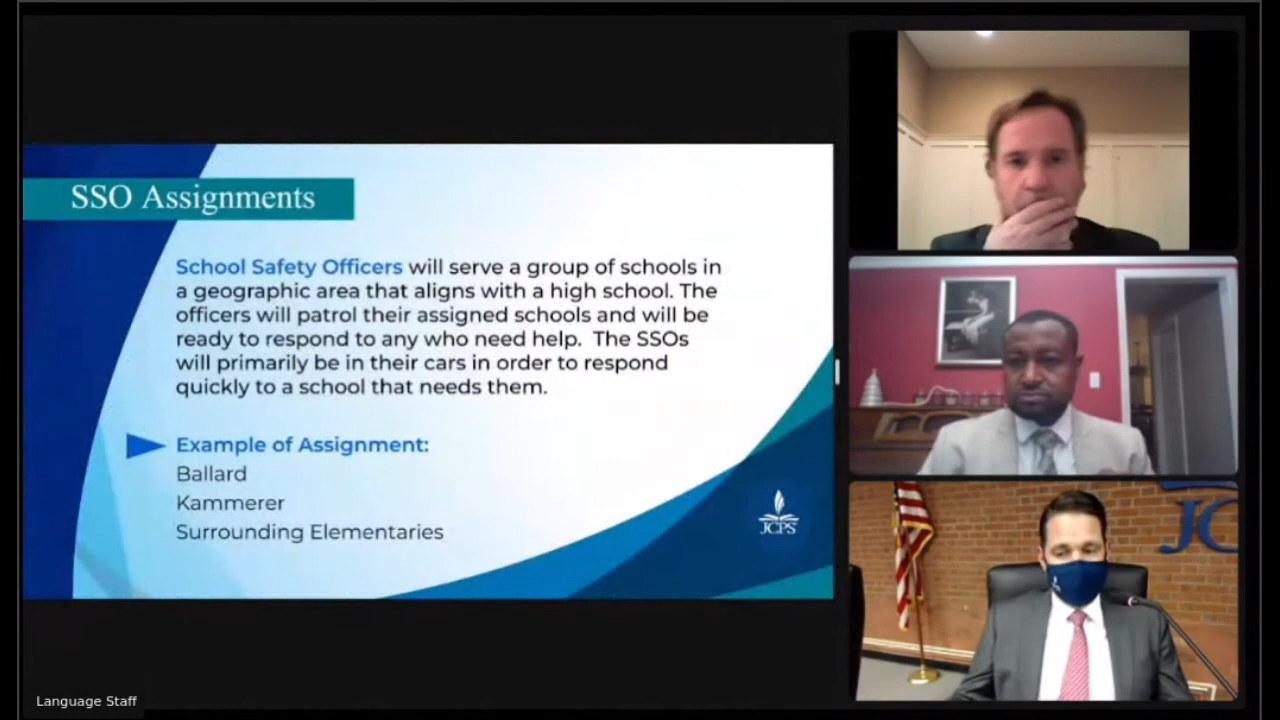 SSO Assignments
School Safety Officers will serve a group of schools in
a geographic area that aligns with a high school. The
officers will patrol their assigned schools and will be
ready to respond to any who need help.  The SSOs
will primarily be in their cars in order to respond
quickly to a school that needs them.
Example of Assignment:
Ballard
Kammerer
Surrounding Elementaries
JCPS
JC
Language Staff